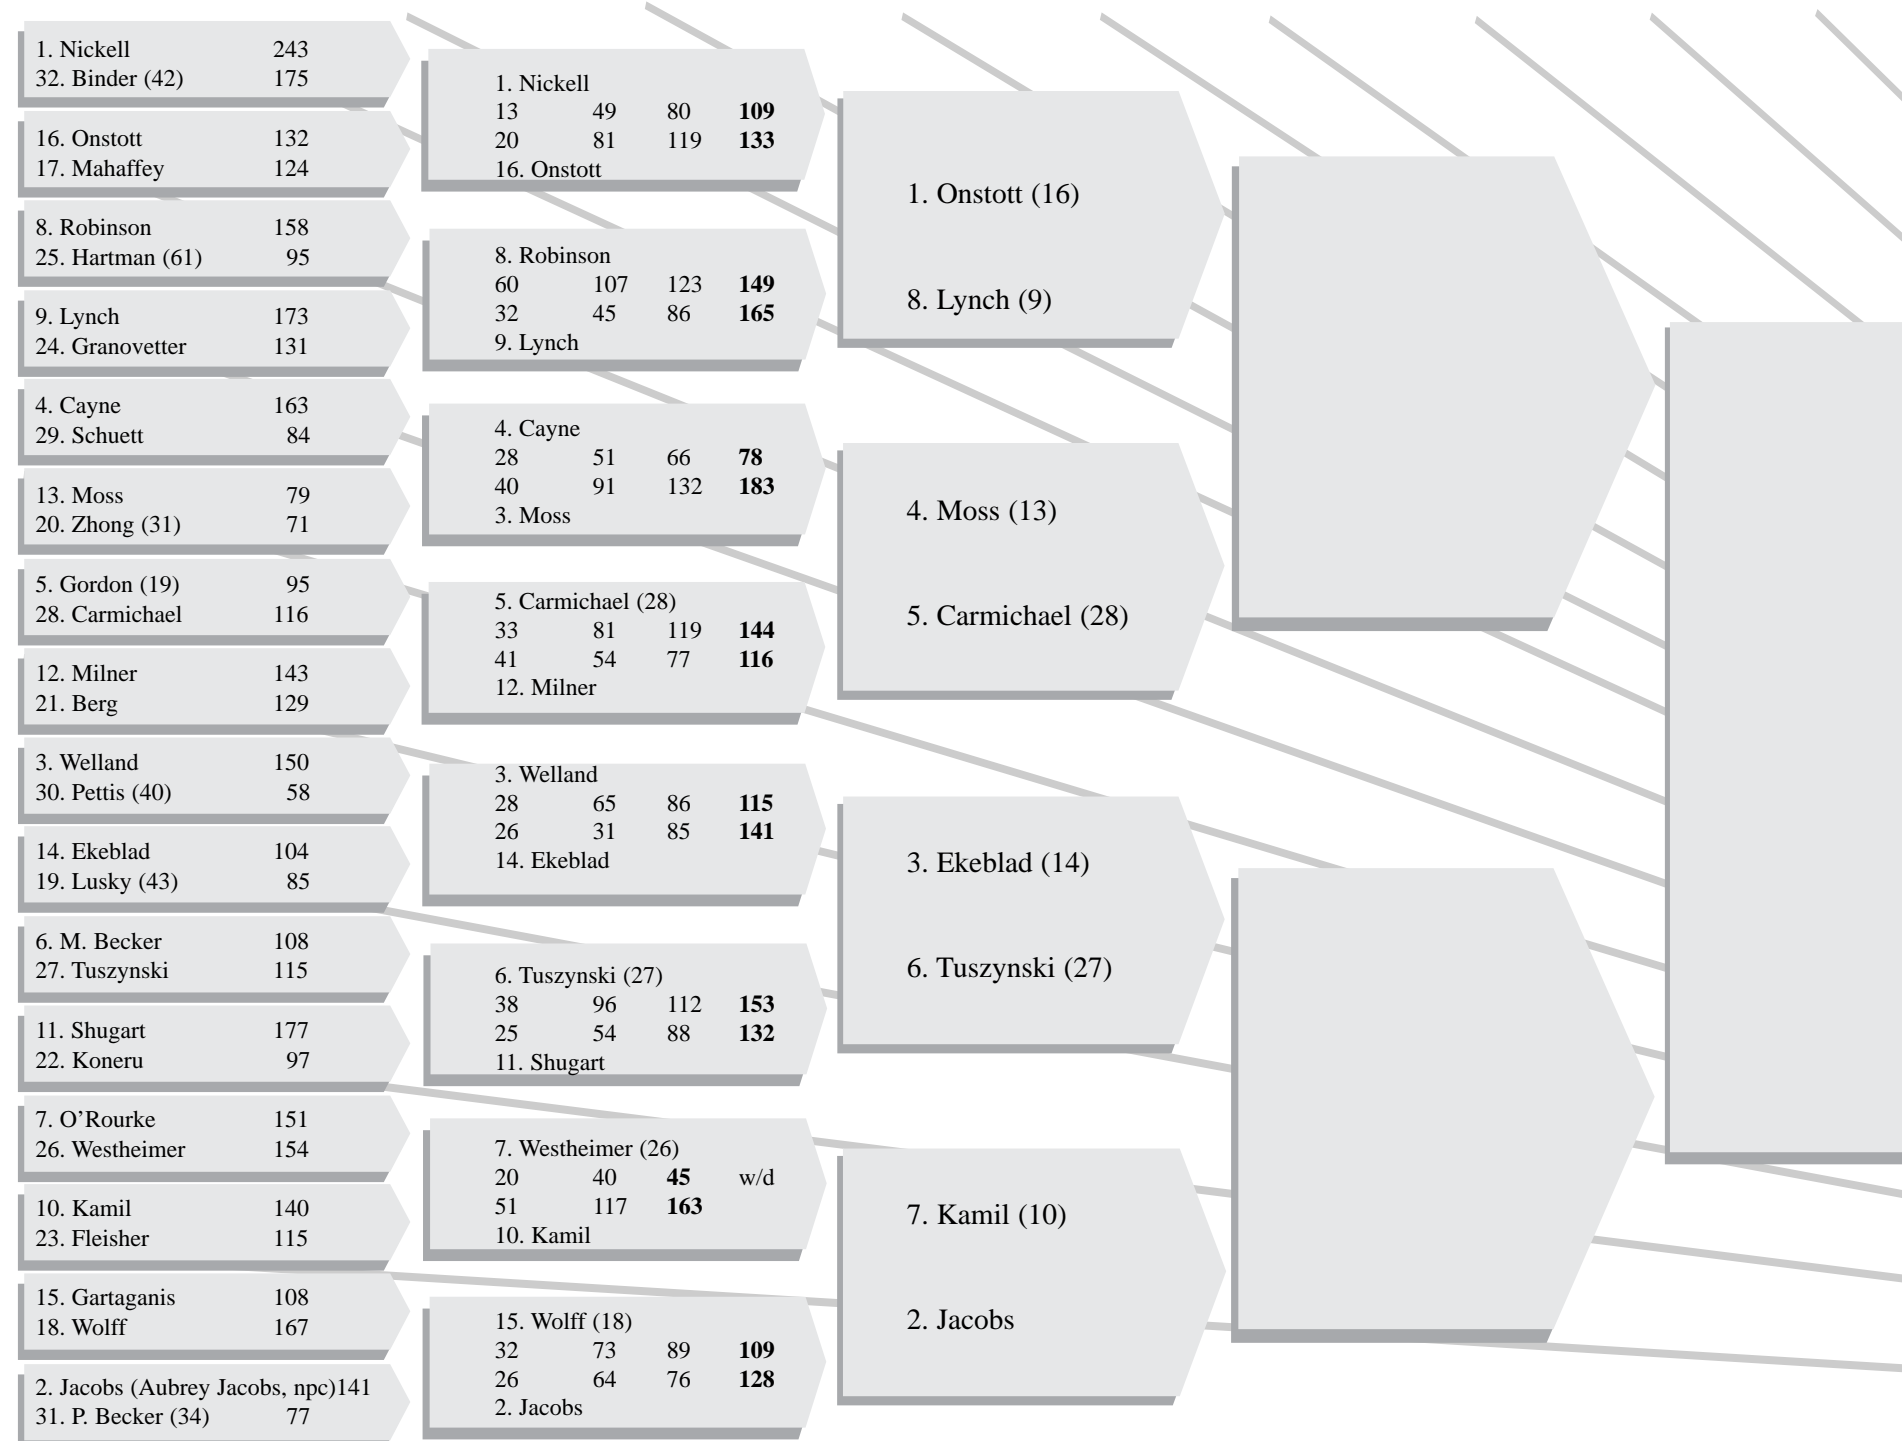 1. Nickell 243
32. Binder (42) 175
16. Onstott 132
17. Mahaffey 124
8. Robinson 158
25. Hartman (61) 95
9. Lynch 173
24. Granovetter 131
4. Cayne 163
29. Schuett 84
13. Moss 79
20. Zhong (31) 71
5. Gordon (19) 95
28. Carmichael 116
12. Milner 143
21. Berg 129
3. Welland 150
30. Pettis (40) 58
14. Ekeblad 104
19. Lusky (43) 85
6. M. Becker 108
27. Tuszynski 115
11. Shugart 177
22. Koneru 97
7. O’Rourke 151
26. Westheimer 154
10. Kamil 140
23. Fleisher 115
15. Gartaganis 108
18. Wolff 167
2. Jacobs (Aubrey Jacobs, npc)141
31. P. Becker (34) 77
1. Nickell
13 49 80 109
20 81 119 133
16. Onstott
8. Robinson
60 107 123 149
32 45 86 165
9. Lynch
4. Cayne
28 51 66 78
40 91 132 183
3. Moss
5. Carmichael (28)
33 81 119 144
41 54 77 116
12. Milner
3. Welland
28 65 86 115
26 31 85 141
14. Ekeblad
6. Tuszynski (27)
38 96 112 153
25 54 88 132
11. Shugart
7. Westheimer (26)
20 40 45 w/d
51 117 163
10. Kamil
15. Wolff (18)
32 73 89 109
26 64 76 128
2. Jacobs
1. Onstott (16)
8. Lynch (9)
4. Moss (13)
5. Carmichael (28)
3. Ekeblad (14)
6. Tuszynski (27)
7. Kamil (10)
2. Jacobs